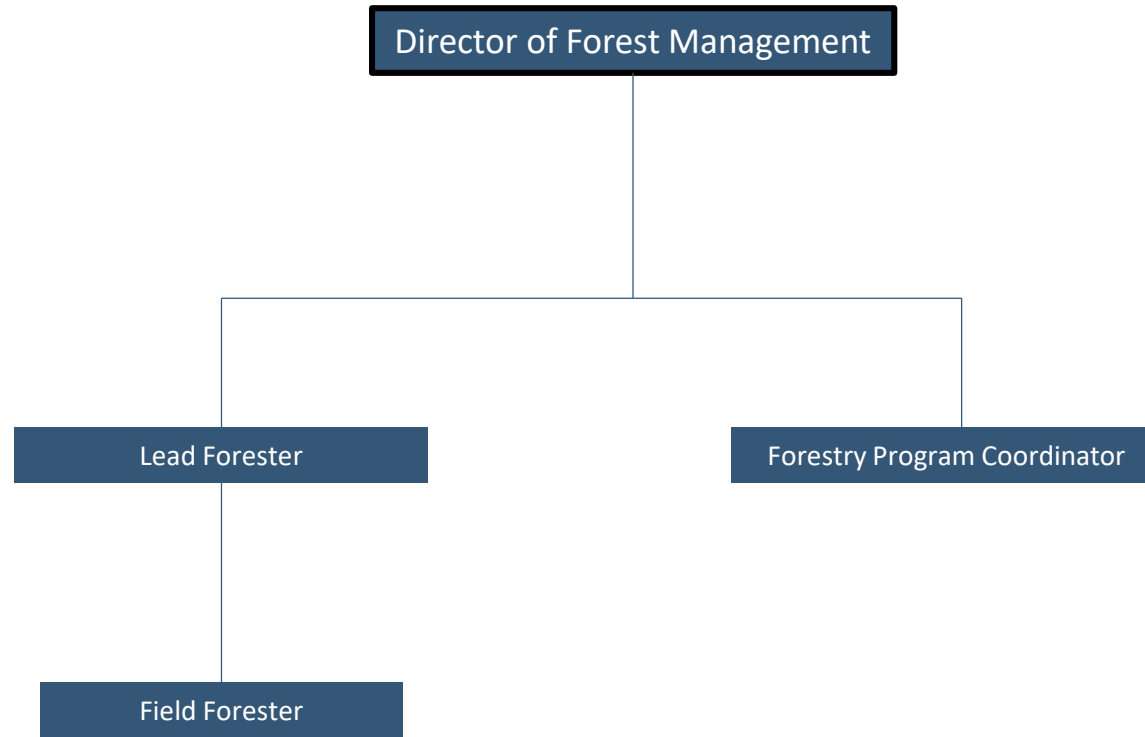 Director of Forest Management
Lead Forester
Forestry Program Coordinator
Field Forester